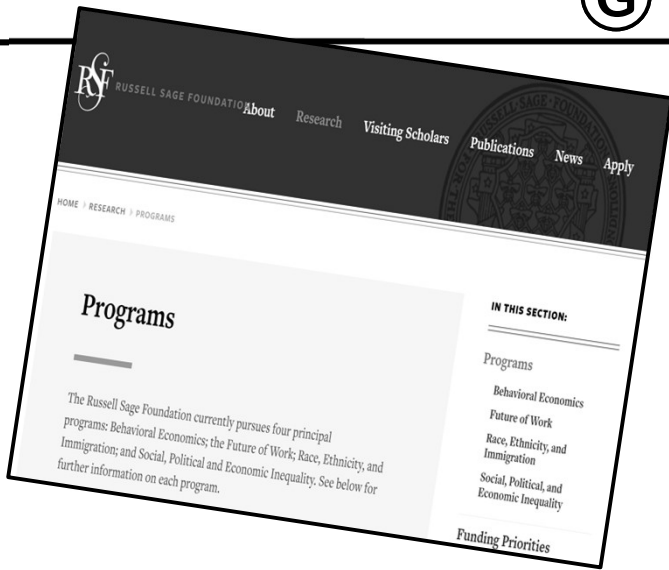 G
RSF RUSSELL SAGE FOUNDATION
About Research Visiting Scholars Publications News Apply
HOME > RESEARCH > PROGRAMS
Programs
The Russell Sage Foundation currently pursues four principal
programs: Behavioral Economics; the Future of Work; Race, Ethnicity, and
Immigration; and Social, Political and Economic Inequality. See below for
further information on each program.
IN THIS SECTION:
Programs
Behavioral Economics
Future of Work
Race, Ethnicity, and
Immigration
Social, Political, and
Economic Inequality
Funding Priorities